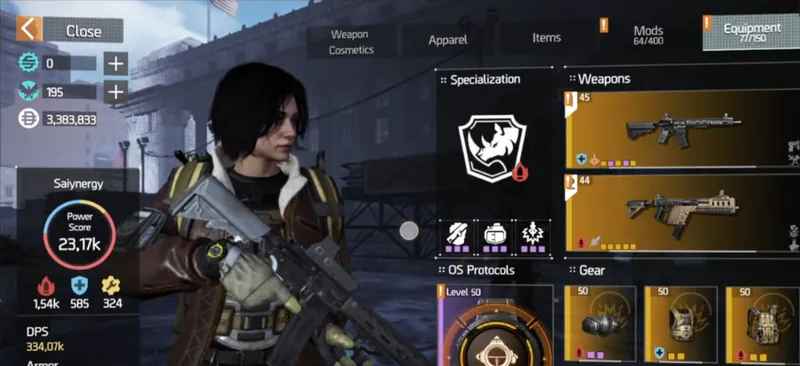 Close
Weapon
Cosmetics
Apparel
Items
Mods
64/400
Equipment
77/150
0
195
3,383,833
Specialization
Weapons
45
44
Saiynergy
Power
Score
23,17k
1,54k
585
324
DPS
334,07k
Armor
OS Protocols
Level 50
Gear
50
50
50